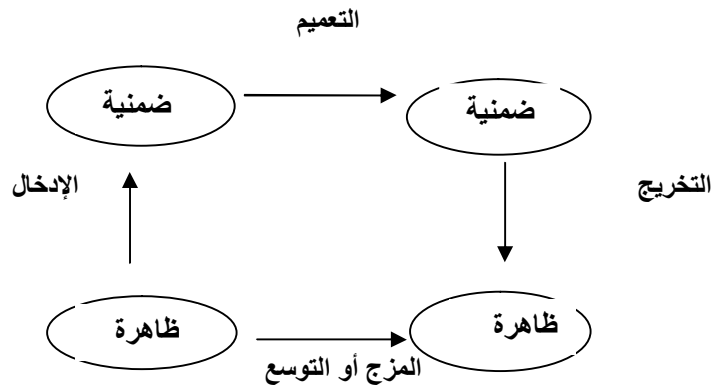 التعميم
ضمنية
ضمنية
الإدخال
التخريج
ظاهرة
ظاهرة
المزج أو التوسع